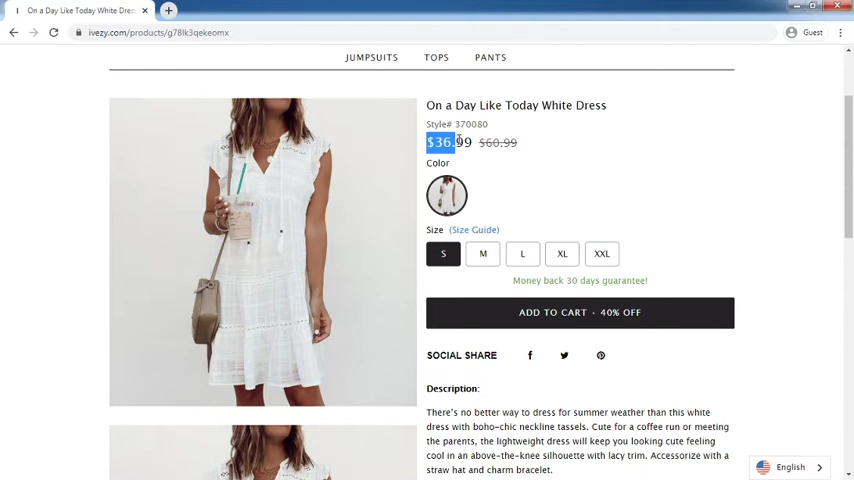 On a Day Like Today White Dres
Guest
ivezy.com/products/g78lk3qekeomx
JUMPSUITS TOPS PANTS
On a Day Like Today White Dress
Style# 370080
$36.99 $60.99
Color
Size (Size Guide)
S M L XL XXL
Money back 30 days guarantee!
ADD TO CART · 40% OFF
SOCIAL SHARE
Description:
There's no better way to dress for summer weather than this white
dress with boho-chic neckline tassels. Cute for a coffee run or meeting
the parents, the lightweight dress will keep you looking cute feeling
cool in an above-the-knee silhouette with lacy trim. Accessorize with a
straw hat and charm bracelet.
English